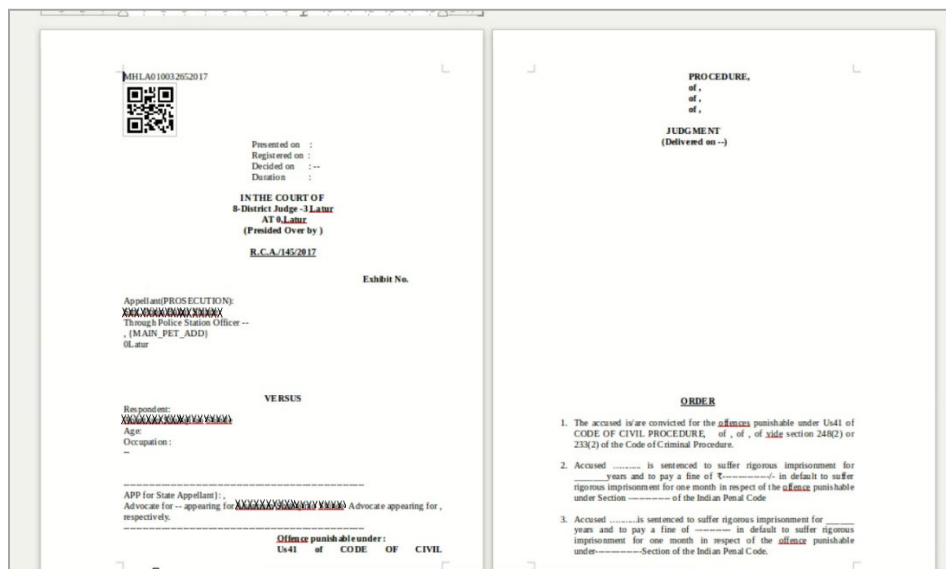 MHLA010032652017
Presented on :
Registered on :
Decided on : --
Duration :
IN THE COURT OF
8-District Judge -3 Latur
AT 0,Latur
(Presided Over by )
R.C.A./145/2017
Exhibit No.
Appellant(PROSECUTION):
Through Police Station Officer --
, {MAIN_PET_ADD}
0Latur
VERSUS
Respondent:
Age:
Occupation :
--
APP for State Appellant}: ,
Advocate for -- appearing for Advocate appearing for ,
respectively.
Offence punishable under :
Us41 of CODE OF CIVIL
PROCEDURE,
of ,
of ,
of ,
JUDGMENT
(Delivered on --)
ORDER
1. The accused is/are convicted for the offences punishable under Us41 of
CODE OF CIVIL PROCEDURE, of , of , of vide section 248(2) or
233(2) of the Code of Criminal Procedure.
2. Accused ........... is sentenced to suffer rigorous imprisonment for
_______years and to pay a fine of ₹---------------/- in default to suffer
rigorous imprisonment for one month in respect of the offence punishable
under Section ------------ of the Indian Penal Code
3. Accused ..........is sentenced to suffer rigorous imprisonment for ______
years and to pay a fine of ---------- in default to suffer rigorous
imprisonment for one month in respect of the offence punishable
under---------------Section of the Indian Penal Code.